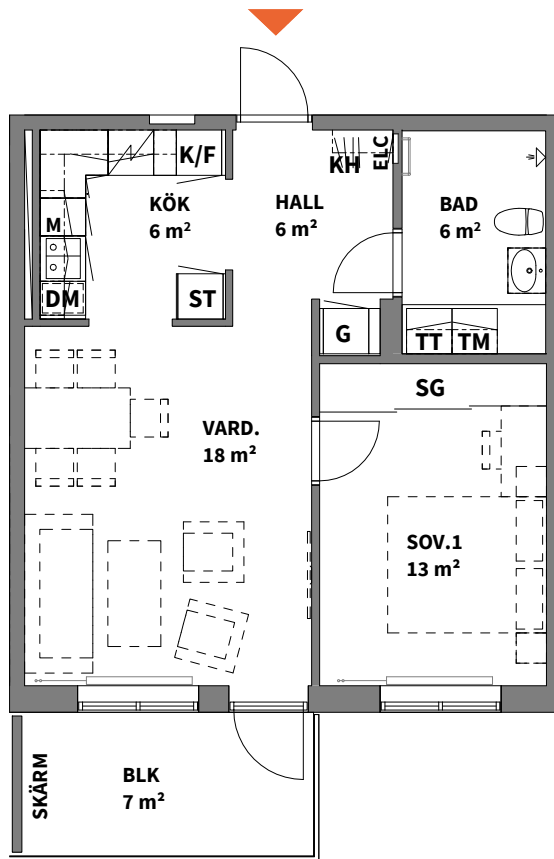 K/F
KH
ELC
KÖK
6 m²
HALL
6 m²
BAD
6 m²
M
DM
ST
G
TT
TM
SG
VARD.
18 m²
SOV.1
13 m²
SKÄRM
BLK
7 m²